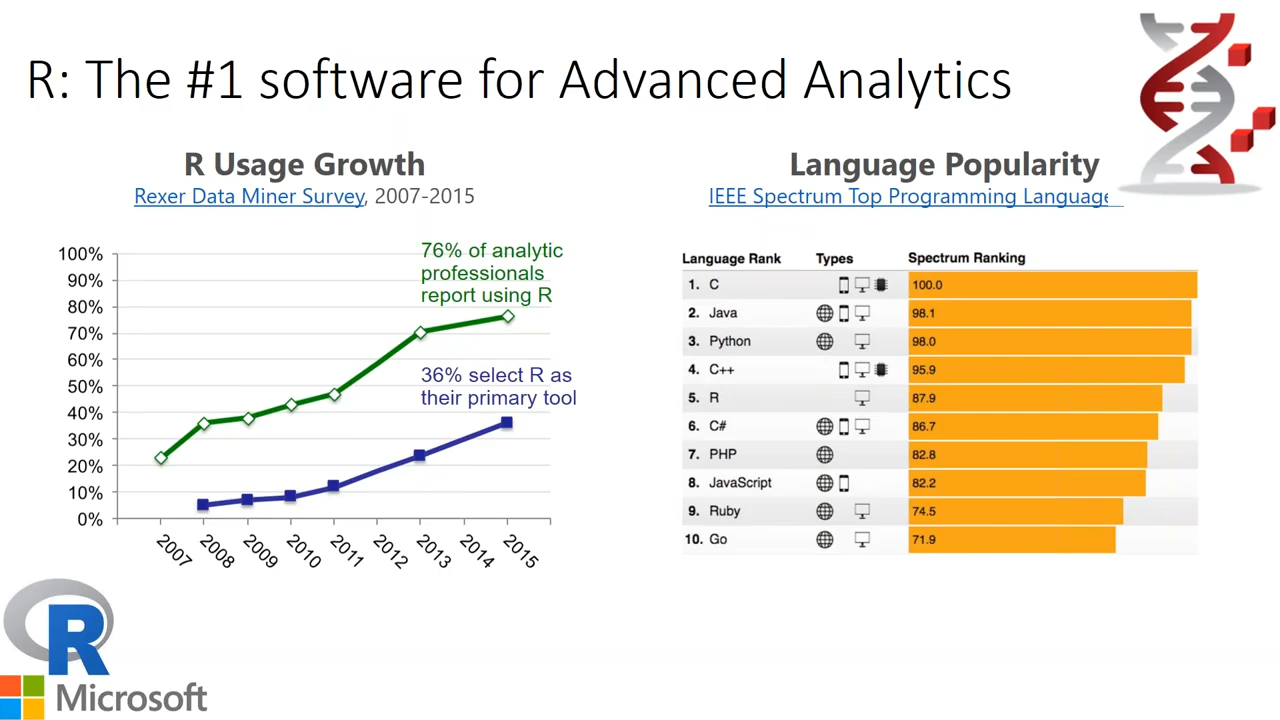 R: The #1 software for Advanced Analytics
R Usage Growth
Rexer Data Miner Survey, 2007-2015
76% of analytic
professionals
report using R
36% select R as
their primary tool
100%
90%
80%
70%
60%
50%
40%
30%
20%
10%
0%
2007
2008
2009
2010
2011
2012
2013
2014
2015
Language Popularity
IEEE Spectrum Top Programming Language
Language Rank Types Spectrum Ranking
1. C 100.0
2. Java 98.1
3. Python 98.0
4. C++ 95.9
5. R 87.9
6. C# 86.7
7. PHP 82.8
8. JavaScript 82.2
9. Ruby 74.5
10. Go 71.9
R
Microsoft